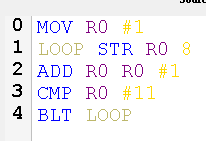 0 MOV R0 #1
1 LOOP STR R0 8
2 ADD R0 R0 #1
3 CMP R0 #11
4 BLT LOOP